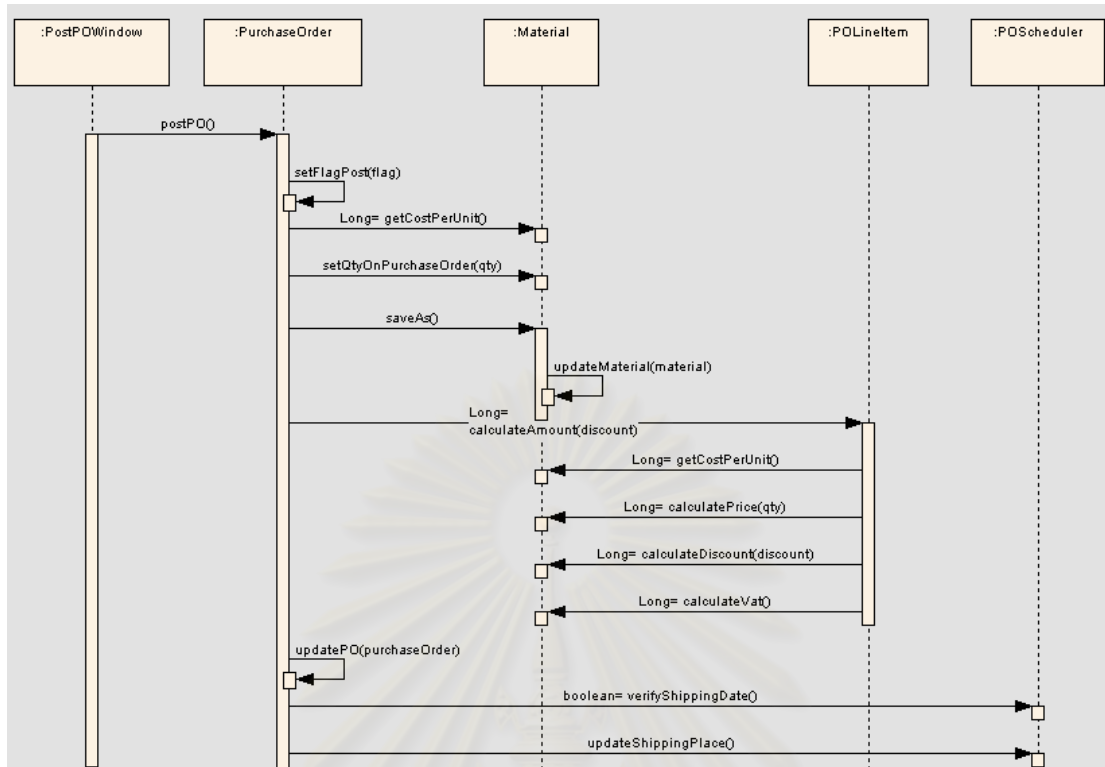 :PostPOWindow
:PurchaseOrder
:Material
:POLineItem
:POScheduler
postPO()
setFlagPost(flag)
Long= getCostPerUnit()
setQtyOnPurchaseOrder(qty)
saveAs()
updateMaterial(material)
Long=
calculateAmount(discount)
Long= getCostPerUnit()
Long= calculatePrice(qty)
Long= calculateDiscount(discount)
Long= calculateVat()
updatePO(purchaseOrder)
boolean= verifyShippingDate()
updateShippingPlace()